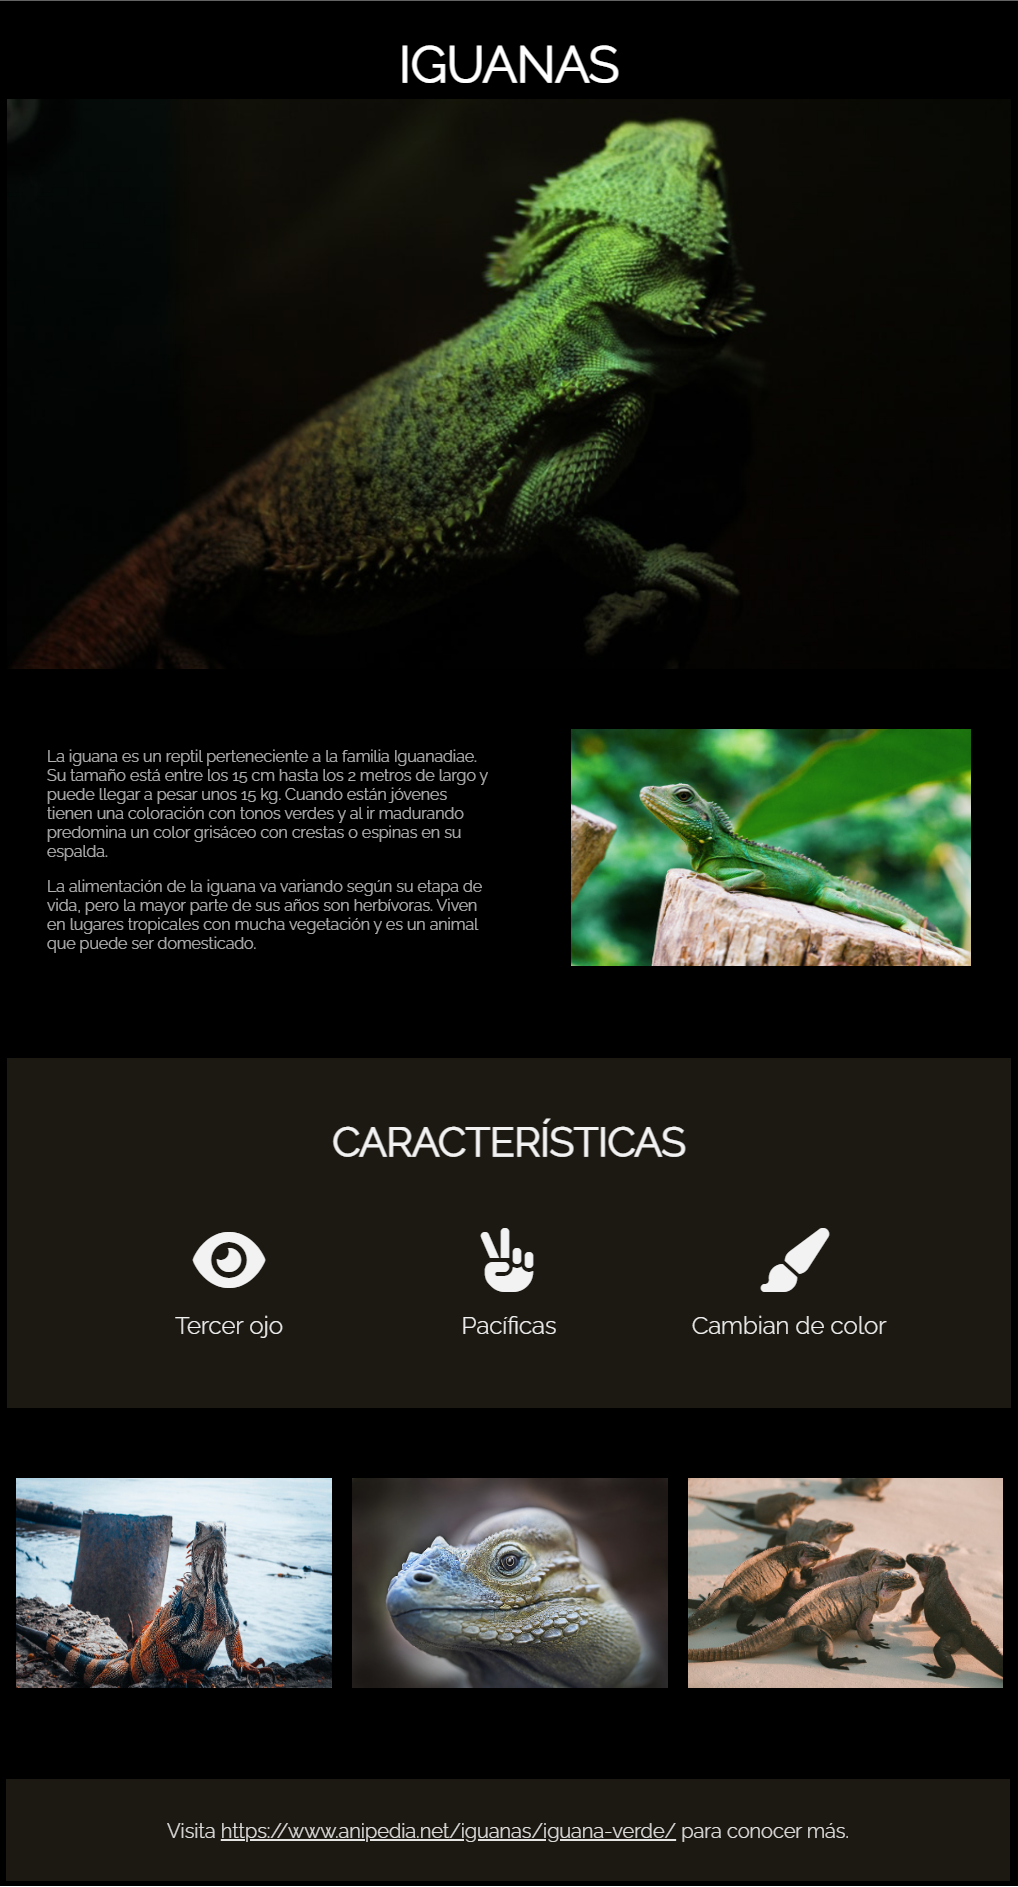 IGUANAS
La iguana es un reptil perteneciente a la familia Iguanadiae.
Su tamaño está entre los 15 cm hasta los 2 metros de largo y
puede llegar a pesar unos 15 kg. Cuando están jóvenes
tienen una coloración con tonos verdes y al ir madurando
predomina un color grisáceo con crestas o espinas en su
espalda.
La alimentación de la iguana va variando según su etapa de
vida, pero la mayor parte de sus años son herbívoras. Viven
en lugares tropicales con mucha vegetación y es un animal
que puede ser domesticado.
CARACTERÍSTICAS
Tercer ojo
Pacíficas
Cambian de color
Visita https://www.anipedia.net/iguanas/iguana-verde/ para conocer más.